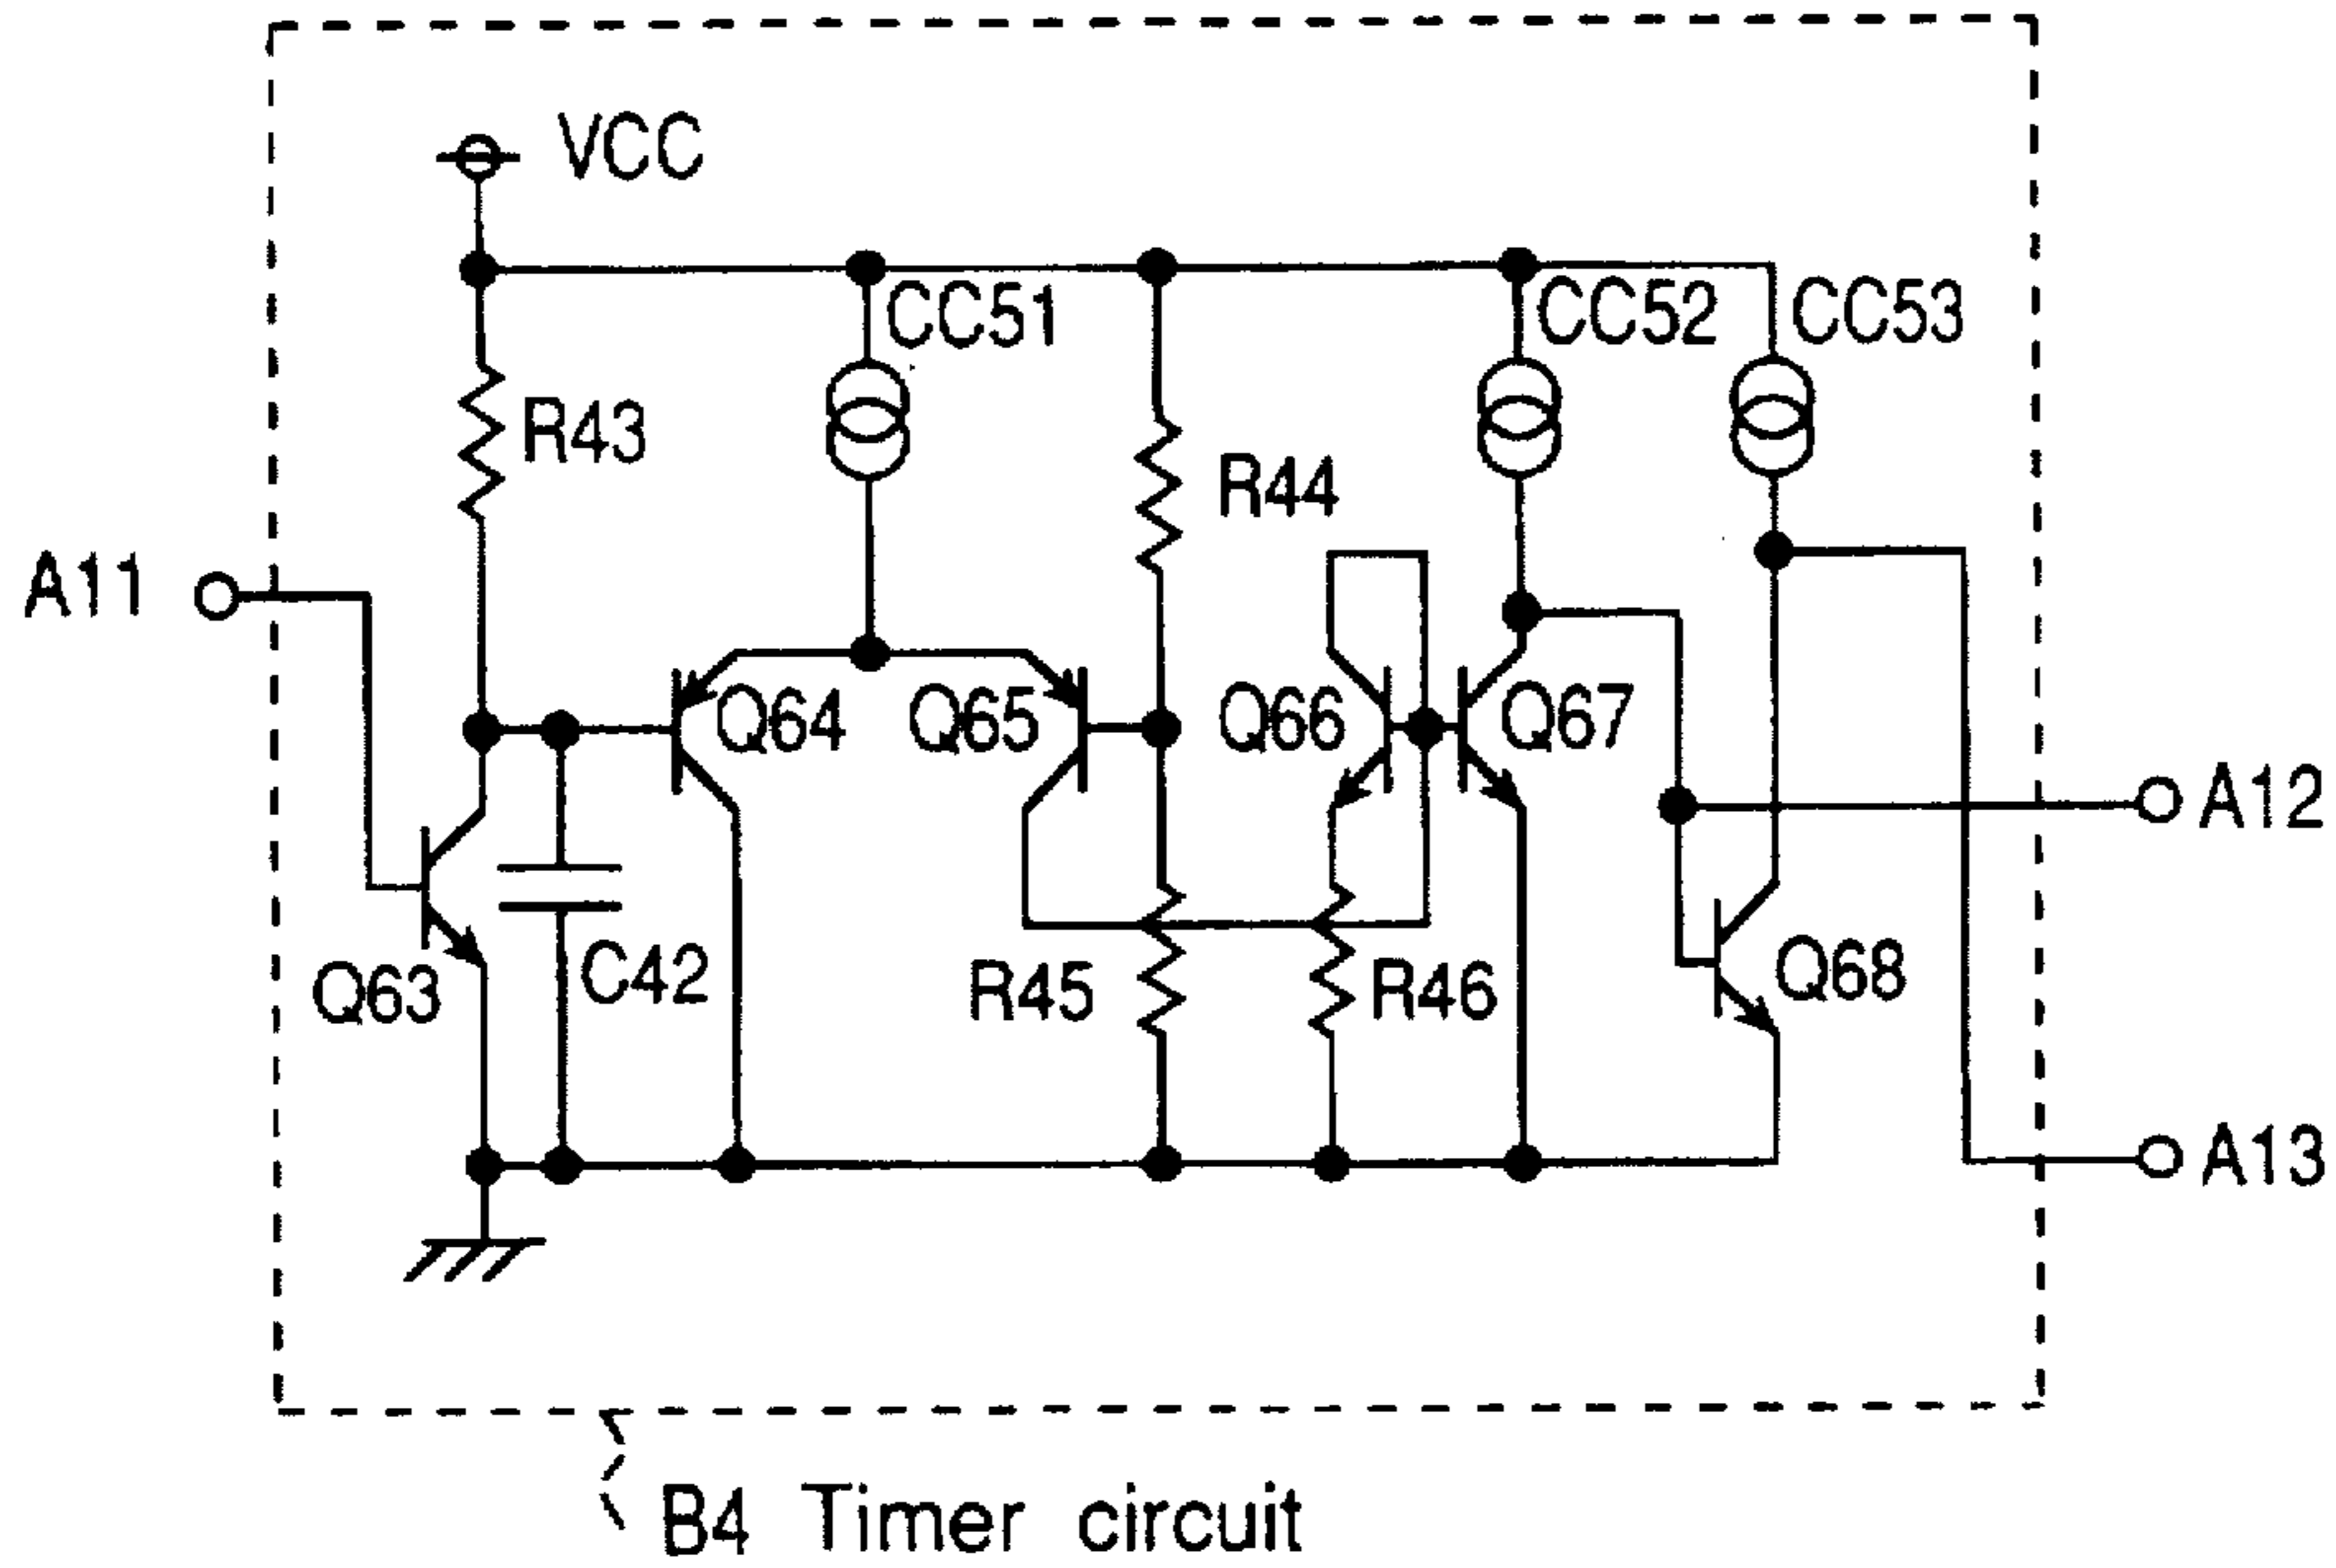 VCC
CC51
CC52
CC53
R43
R44
A11
Q64
Q65
Q66
Q67
A12
Q63
C42
R45
R46
Q68
A13
B4 Timer circuit